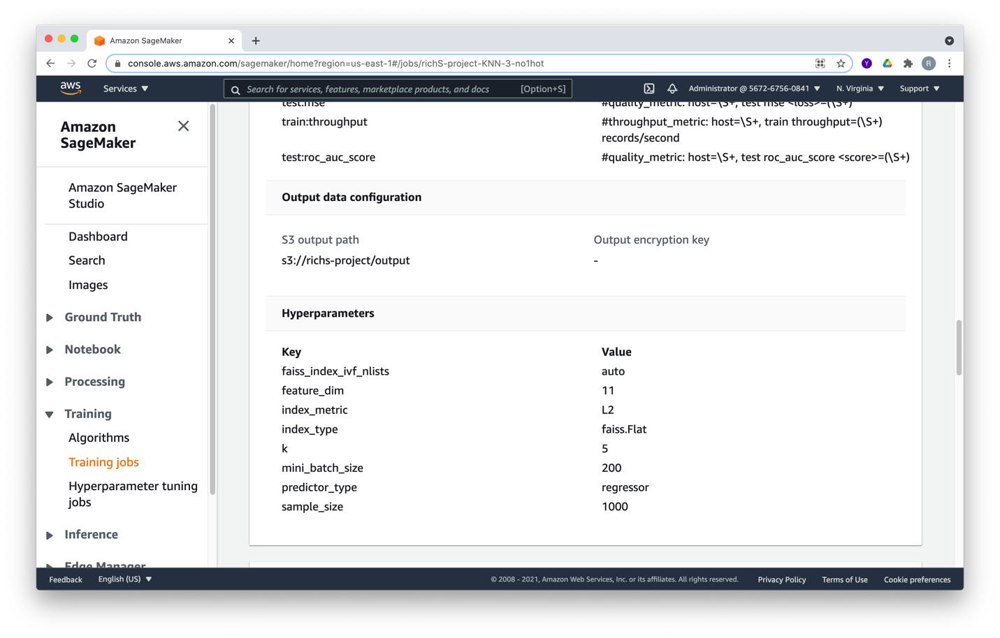 Amazon SageMaker
console.aws.amazon.com/sagemaker/home?region=us-east-1#/jobs/richS-project-KNN-3-no1hot
Y
R
aws
Services
Search for services, features, marketplace products, and docs
[Option+S]
Administrator @ 5672-6756-0841
N. Virginia
Support
Amazon
SageMaker
Amazon SageMaker
Studio
Dashboard
Search
Images
Ground Truth
Notebook
Processing
Training
Algorithms
Training jobs
Hyperparameter tuning
jobs
Inference
Edge Manager
test:mse #quality_metric: host=\S+, test mse <loss>=(\S+)
train:throughput #throughput_metric: host=\S+, train throughput=(\S+)
records/second
test:roc_auc_score #quality_metric: host=\S+, test roc_auc_score <score>=(\S+)
Output data configuration
S3 output path Output encryption key
s3://richs-project/output -
Hyperparameters
Key Value
faiss_index_ivf_nlists auto
feature_dim 11
index_metric L2
index_type faiss.Flat
k 5
mini_batch_size 200
predictor_type regressor
sample_size 1000
Feedback
English (US)
© 2008 - 2021, Amazon Web Services, Inc. or its affiliates. All rights reserved.
Privacy Policy
Terms of Use
Cookie preferences